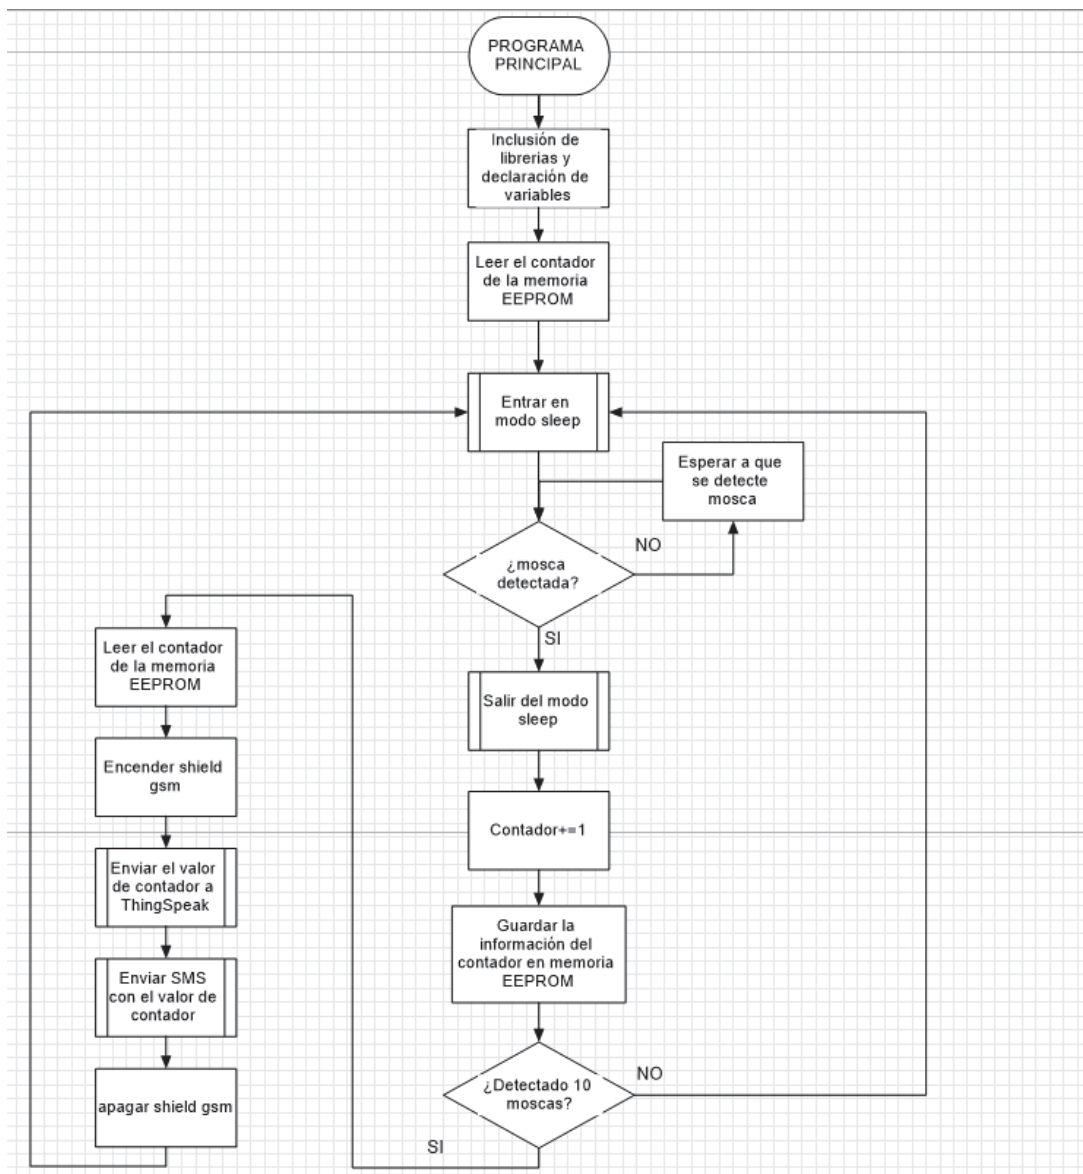 PROGRAMA
PRINCIPAL
Inclusión de
librerias y
declaración de
variables
Leer el contador
de la memoria
EEPROM
Entrar en
modo sleep
Esperar a que
se detecte
mosca
NO
¿mosca
detectada?
SI
Salir del modo
sleep
Contador+=1
Guardar la
información del
contador en memoria
EEPROM
¿Detectado 10
moscas?
NO
SI
Leer el contador
de la memoria
EEPROM
Encender shield
gsm
Enviar el valor
de contador a
ThingSpeak
Enviar SMS
con el valor de
contador
apagar shield gsm